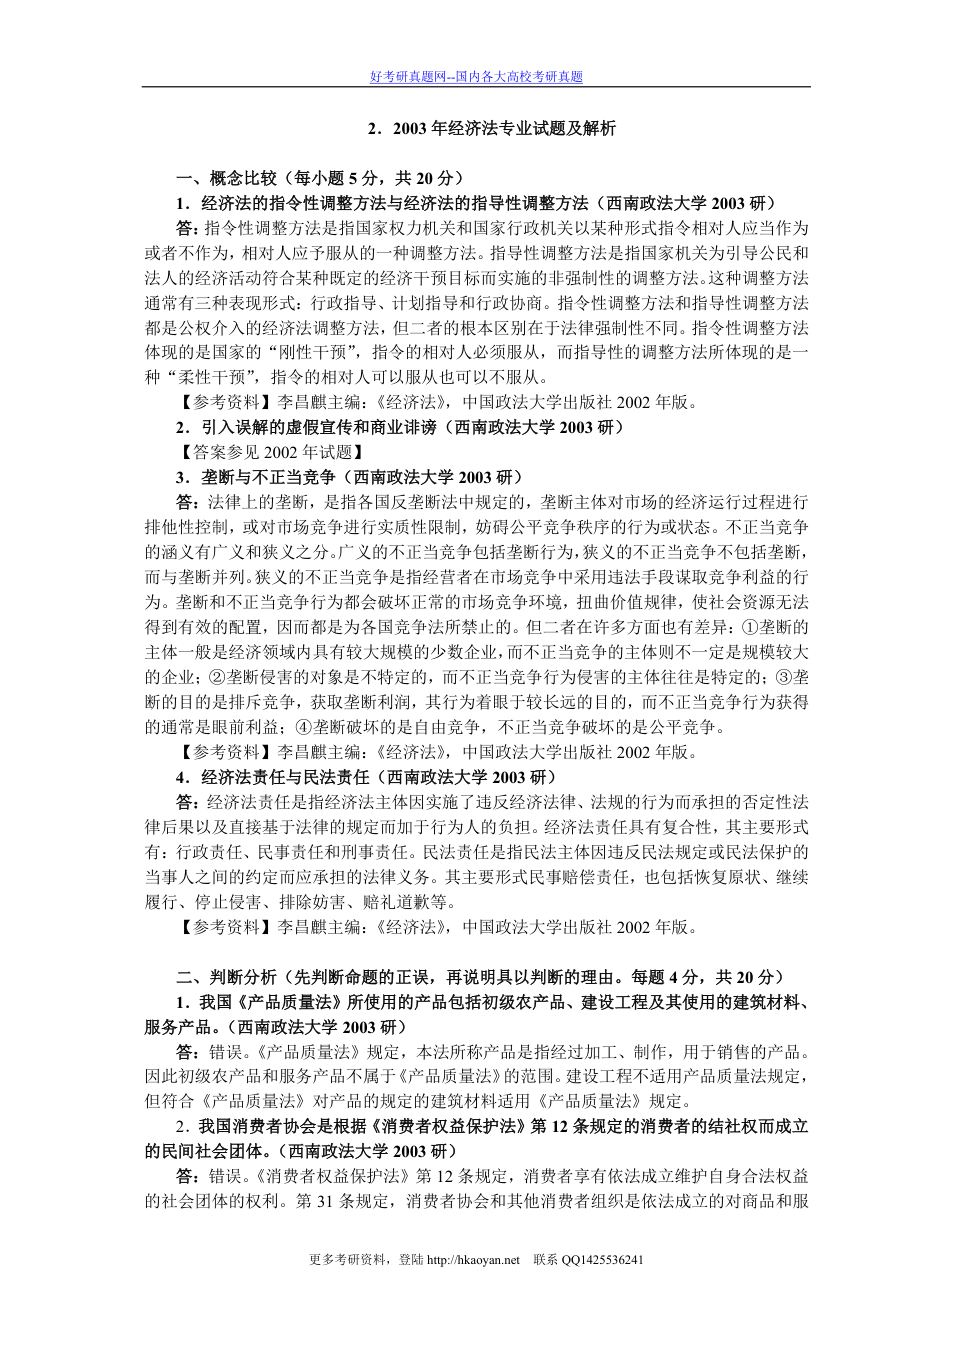 好考研真题网--国内各大高校考研真题
2．2003 年经济法专业试题及解析
一、概念比较（每小题 5 分，共 20 分）
1．经济法的指令性调整方法与经济法的指导性调整方法（西南政法大学 2003 研）
答：指令性调整方法是指国家权力机关和国家行政机关以某种形式指令相对人应当作为
或者不作为，相对人应予服从的一种调整方法。指导性调整方法是指国家机关为引导公民和
法人的经济活动符合某种既定的经济干预目标而实施的非强制性的调整方法。这种调整方法
通常有三种表现形式：行政指导、计划指导和行政协商。指令性调整方法和指导性调整方法
都是公权介入的经济法调整方法，但二者的根本区别在于法律强制性不同。指令性调整方法
体现的是国家的“刚性干预”，指令的相对人必须服从，而指导性的调整方法所体现的是一
种“柔性干预”，指令的相对人可以服从也可以不服从。
【参考资料】李昌麒主编：《经济法》，中国政法大学出版社 2002 年版。
2．引入误解的虚假宣传和商业诽谤（西南政法大学 2003 研）
【答案参见 2002 年试题】
3．垄断与不正当竞争（西南政法大学 2003 研）
答：法律上的垄断，是指各国反垄断法中规定的，垄断主体对市场的经济运行过程进行
排他性控制，或对市场竞争进行实质性限制，妨碍公平竞争秩序的行为或状态。不正当竞争
的涵义有广义和狭义之分。广义的不正当竞争包括垄断行为，狭义的不正当竞争不包括垄断，
而与垄断并列。狭义的不正当竞争是指经营者在市场竞争中采用违法手段谋取竞争利益的行
为。垄断和不正当竞争行为都会破坏正常的市场竞争环境，扭曲价值规律，使社会资源无法
得到有效的配置，因而都是为各国竞争法所禁止的。但二者在许多方面也有差异：①垄断的
主体一般是经济领域内具有较大规模的少数企业，而不正当竞争的主体则不一定是规模较大
的企业；②垄断侵害的对象是不特定的，而不正当竞争行为侵害的主体往往是特定的；③垄
断的目的是排斥竞争，获取垄断利润，其行为着眼于较长远的目的，而不正当竞争行为获得
的通常是眼前利益；④垄断破坏的是自由竞争，不正当竞争破坏的是公平竞争。
【参考资料】李昌麒主编：《经济法》，中国政法大学出版社 2002 年版。
4．经济法责任与民法责任（西南政法大学 2003 研）
答：经济法责任是指经济法主体因实施了违反经济法律、法规的行为而承担的否定性法
律后果以及直接基于法律的规定而加于行为人的负担。经济法责任具有复合性，其主要形式
有：行政责任、民事责任和刑事责任。民法责任是指民法主体因违反民法规定或民法保护的
当事人之间的约定而应承担的法律义务。其主要形式民事赔偿责任，也包括恢复原状、继续
履行、停止侵害、排除妨害、赔礼道歉等。
【参考资料】李昌麒主编：《经济法》，中国政法大学出版社 2002 年版。
二、判断分析（先判断命题的正误，再说明具以判断的理由。每题 4 分，共 20 分）
1．我国《产品质量法》所使用的产品包括初级农产品、建设工程及其使用的建筑材料、
服务产品。（西南政法大学 2003 研）
答：错误。《产品质量法》规定，本法所称产品是指经过加工、制作，用于销售的产品。
因此初级农产品和服务产品不属于《产品质量法》的范围。建设工程不适用产品质量法规定，
但符合《产品质量法》对产品的规定的建筑材料适用《产品质量法》规定。
2．我国消费者协会是根据《消费者权益保护法》第 12 条规定的消费者的结社权而成立
的民间社会团体。（西南政法大学 2003 研）
答：错误。《消费者权益保护法》第 12 条规定，消费者享有依法成立维护自身合法权益
的社会团体的权利。第 31 条规定，消费者协会和其他消费者组织是依法成立的对商品和服
更多考研资料，登陆 http://hkaoyan.net 联系 QQ1425536241